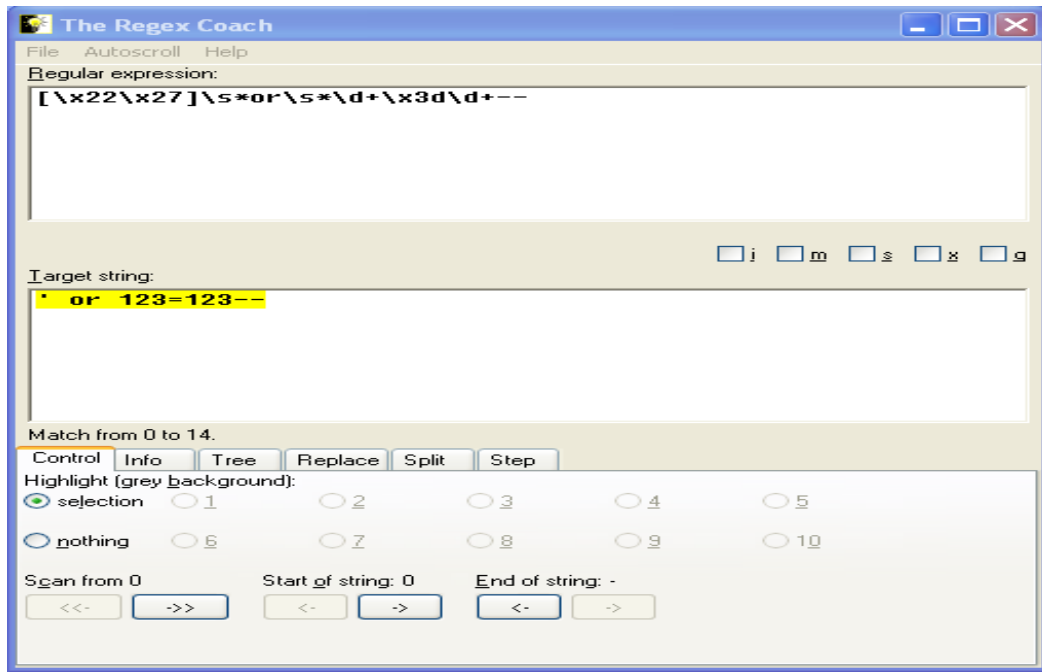 The Regex Coach
File Autoscroll Help
Regular expression:
[\x22\x27]\s*or\s*\d+\x3d\d+--
i m s x g
Target string:
' or 123=123--
Match from 0 to 14.
Control Info Tree Replace Split Step
Highlight (grey background):
selection 1 2 3 4 5
nothing 6 7 8 9 10
Scan from 0 Start of string: 0 End of string: -
<<- ->> <- -> <- ->